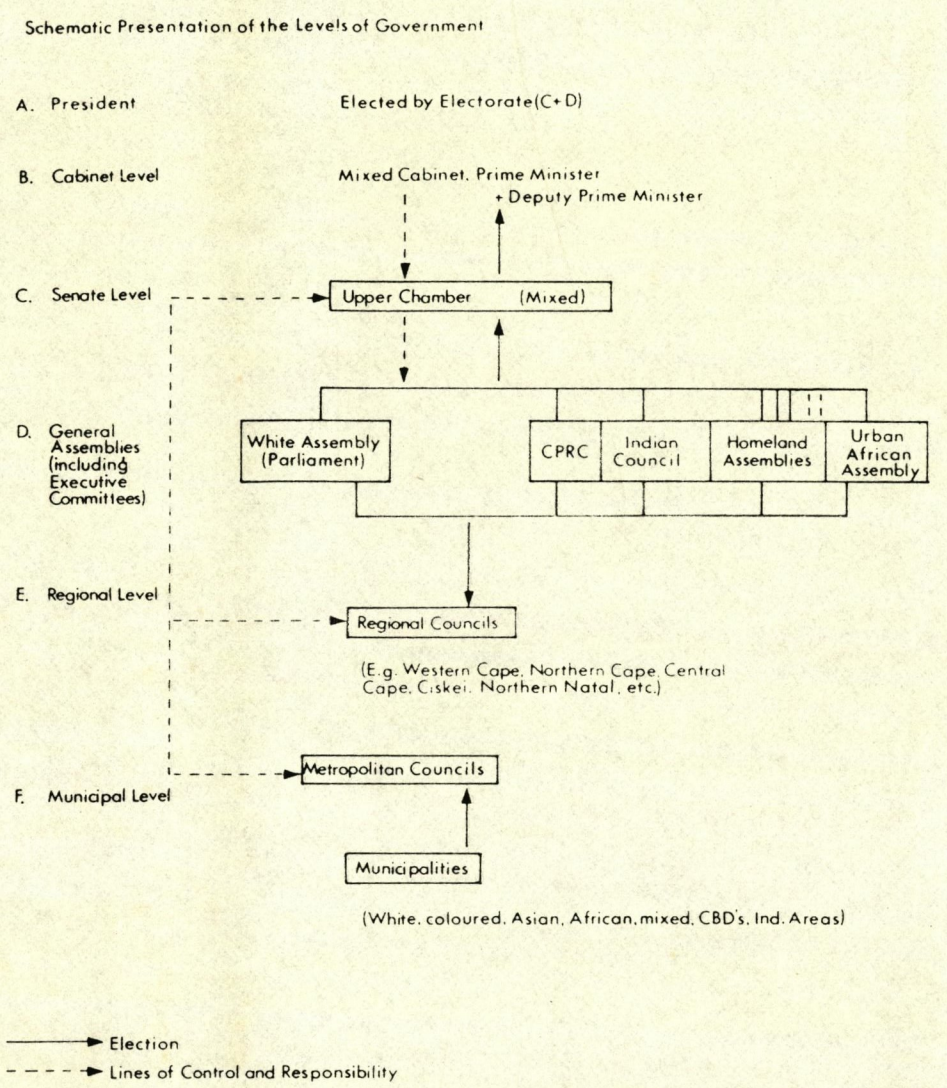 Schematic Presentation of the Levels of Government
A. President
Elected by Electorate(C+D)
B. Cabinet Level
Mixed Cabinet, Prime Minister
+ Deputy Prime Minister
C. Senate Level
Upper Chamber (Mixed)
D. General
Assemblies
(including
Executive
Committees)
White Assembly
(Parliament)
CPRC
Indian
Council
Homeland
Assemblies
Urban
African
Assembly
E. Regional Level
Regional Councils
(E.g. Western Cape, Northern Cape, Central
Cape, Ciskei, Northern Natal, etc.)
Metropolitan Councils
F. Municipal Level
Municipalities
(White, coloured, Asian, African, mixed, CBD's, Ind. Areas)
Election
Lines of Control and Responsibility